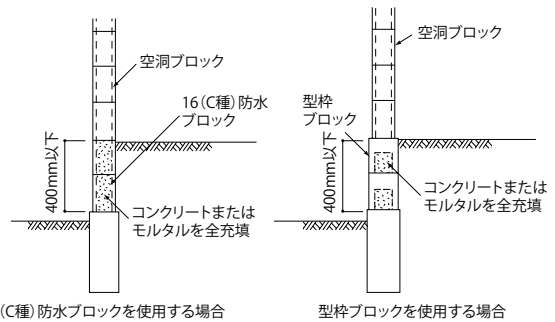 空洞ブロック
16(C種)防水
ブロック
400mm以下
コンクリートまたは
モルタルを全充填
(C種)防水ブロックを使用する場合
空洞ブロック
型枠
ブロック
400mm以下
コンクリートまたは
モルタルを全充填
型枠ブロックを使用する場合